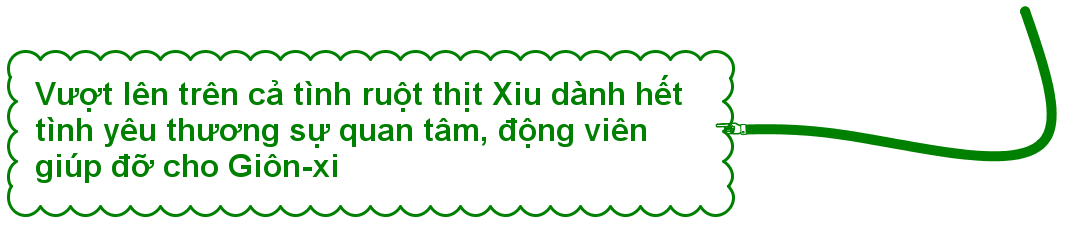 Vượt lên trên cả tình ruột thịt Xiu dành hết
tình yêu thương sự quan tâm, động viên
giúp đỡ cho Giôn-xi